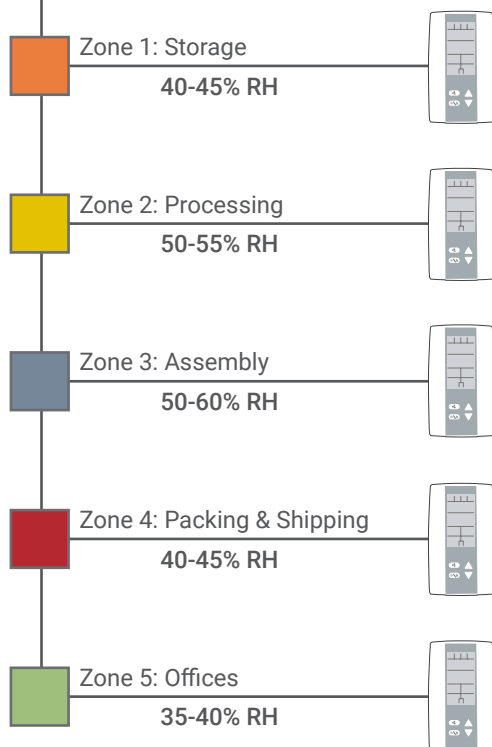 Zone 1: Storage
40-45% RH
Zone 2: Processing
50-55% RH
Zone 3: Assembly
50-60% RH
Zone 4: Packing & Shipping
40-45% RH
Zone 5: Offices
35-40% RH